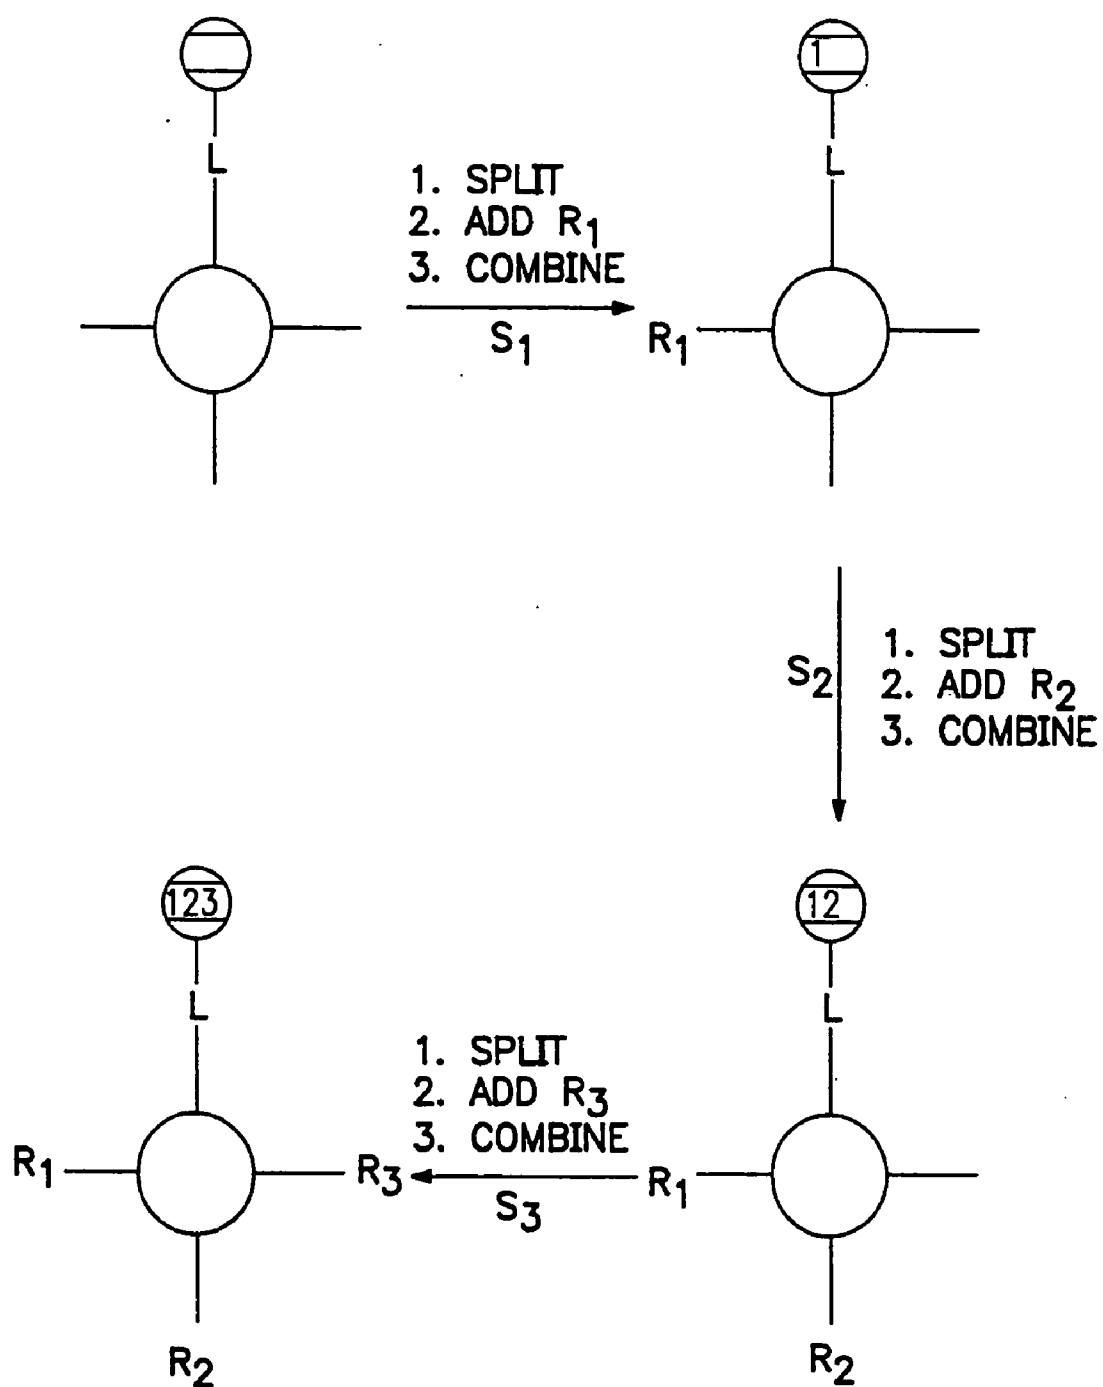 1
L
L
1. SPLIT
2. ADD R₁
3. COMBINE
S₁
R₁
S₂
1. SPLIT
2. ADD R₂
3. COMBINE
123
12
L
L
1. SPLIT
2. ADD R₃
3. COMBINE
R₁
R₃
S₃
R₁
R₂
R₂